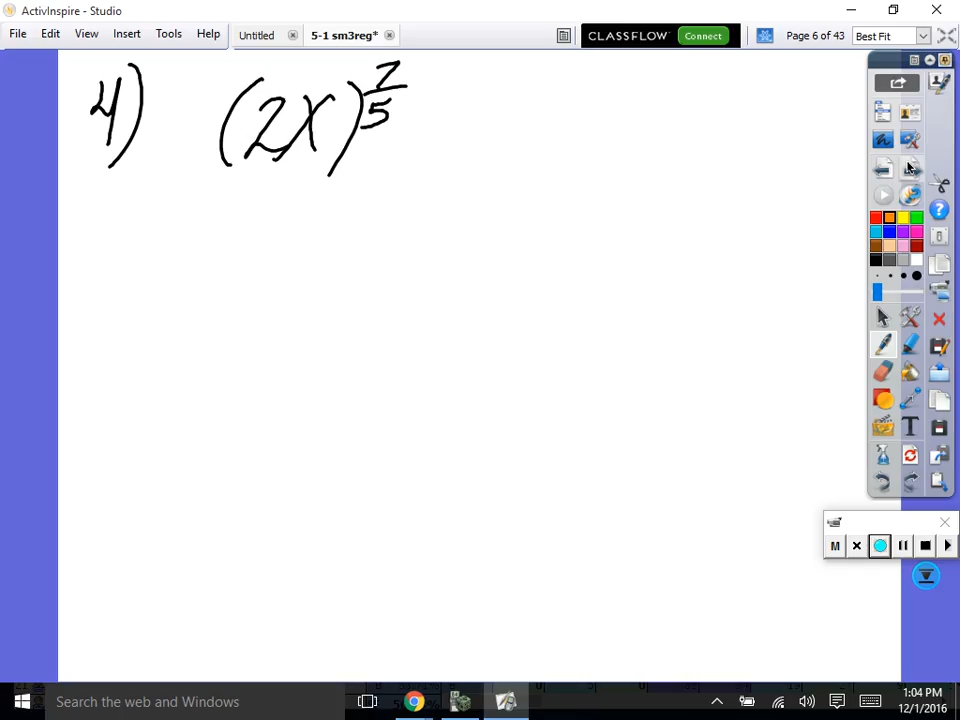 ActivInspire - Studio
File Edit View Insert Tools Help Untitled 5-1 sm3reg* CLASSFLOW Connect Page 6 of 43 Best Fit
4) (2x)^(7/5)
M
Search the web and Windows
1:04 PM
12/1/2016